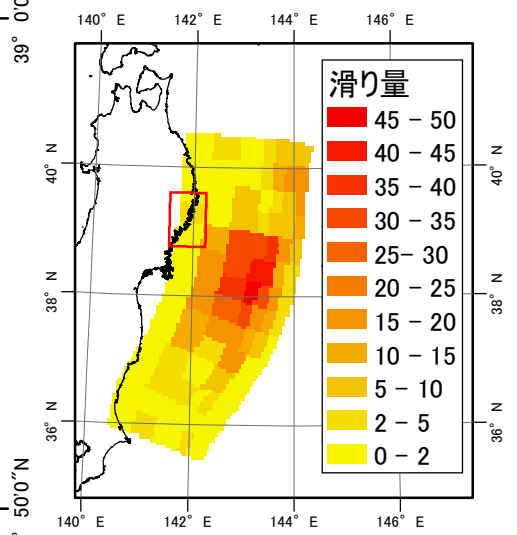 140° E 142° E 144° E 146° E
39° 0'0
滑り量
45 - 50
40 - 45
35 - 40
30 - 35
25- 30
20 - 25
15 - 20
10 - 15
5 - 10
2 - 5
0 - 2
40° N
40° N
38° N
38° N
36° N
36° N
50'0"N
140° E 142° E 144° E 146° E